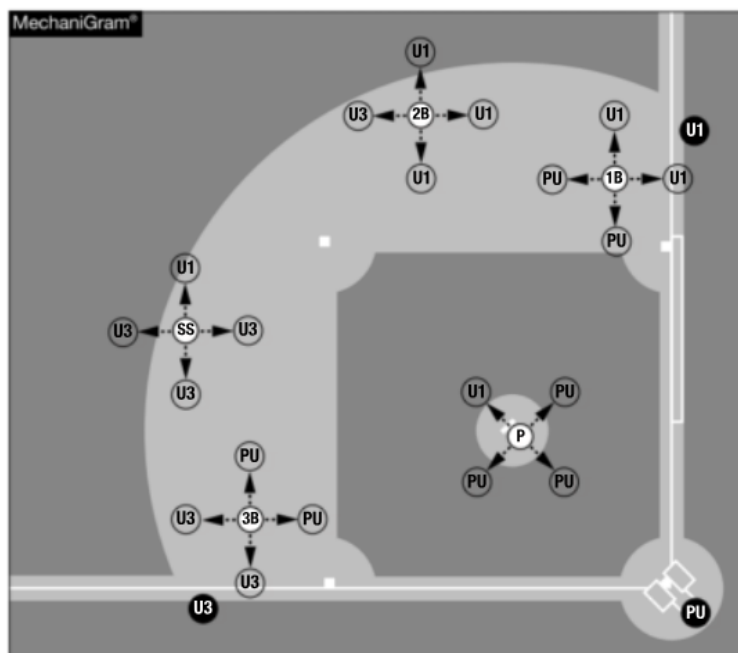 MechaniGram®
U1
U3 2B U1
U1
U1
U1
PU 1B U1
PU
U1
U3 SS U3
U3
U1 PU
P
PU PU
PU
U3 3B PU
U3
U3
PU